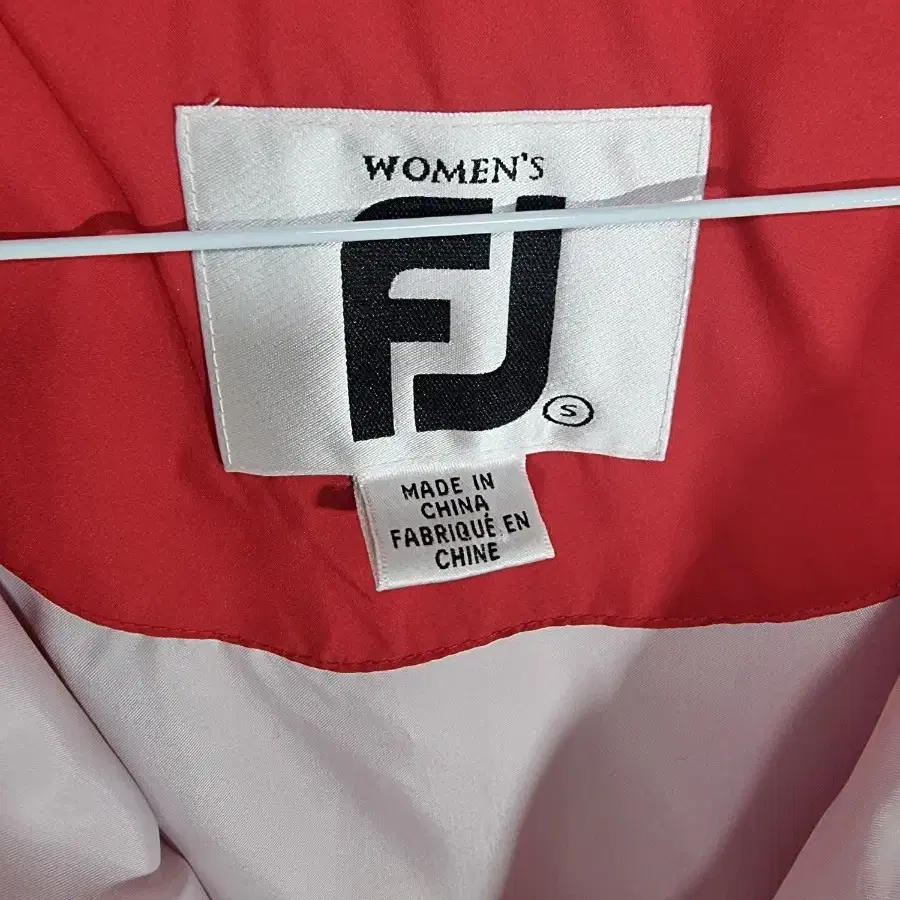 WOMEN'S
FJ
S
MADE IN
CHINA
FABRIQUÉ EN
CHINE